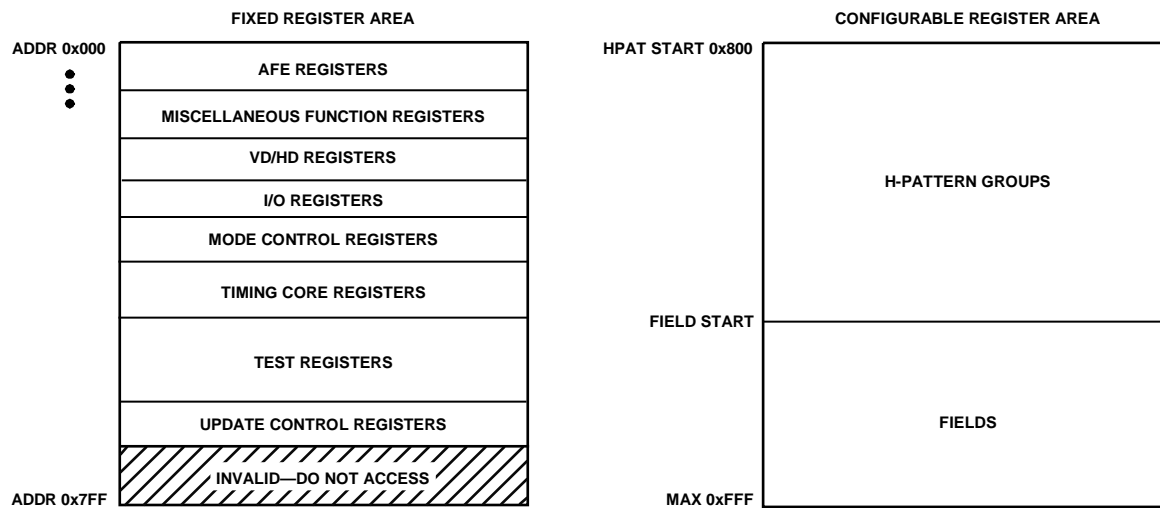 FIXED REGISTER AREA
ADDR 0x000
AFE REGISTERS
MISCELLANEOUS FUNCTION REGISTERS
VD/HD REGISTERS
I/O REGISTERS
MODE CONTROL REGISTERS
TIMING CORE REGISTERS
TEST REGISTERS
UPDATE CONTROL REGISTERS
INVALID—DO NOT ACCESS
ADDR 0x7FF
CONFIGURABLE REGISTER AREA
HPAT START 0x800
H-PATTERN GROUPS
FIELD START
FIELDS
MAX 0xFFF